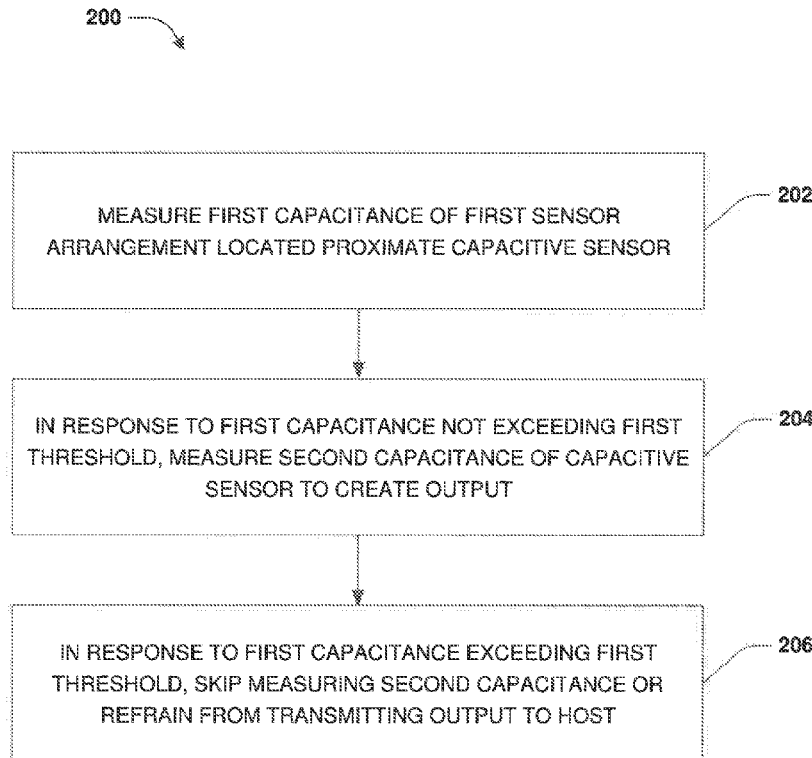 200
MEASURE FIRST CAPACITANCE OF FIRST SENSOR
ARRANGEMENT LOCATED PROXIMATE CAPACITIVE SENSOR
202
IN RESPONSE TO FIRST CAPACITANCE NOT EXCEEDING FIRST
THRESHOLD, MEASURE SECOND CAPACITANCE OF CAPACITIVE
SENSOR TO CREATE OUTPUT
204
IN RESPONSE TO FIRST CAPACITANCE EXCEEDING FIRST
THRESHOLD, SKIP MEASURING SECOND CAPACITANCE OR
REFRAIN FROM TRANSMITTING OUTPUT TO HOST
206